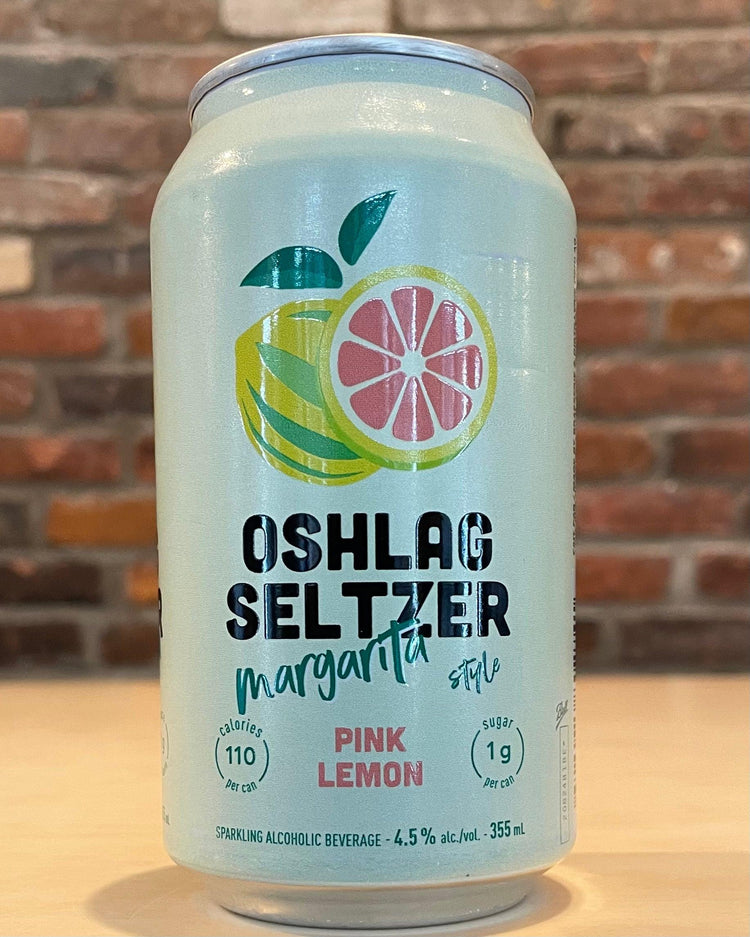 OSHLAG
SELTZER
margarita style
calories
110
per can
PINK
LEMON
sugar
1g
per can
SPARKLING ALCOHOLIC BEVERAGE - 4.5% alc./vol. - 355 mL
Ball